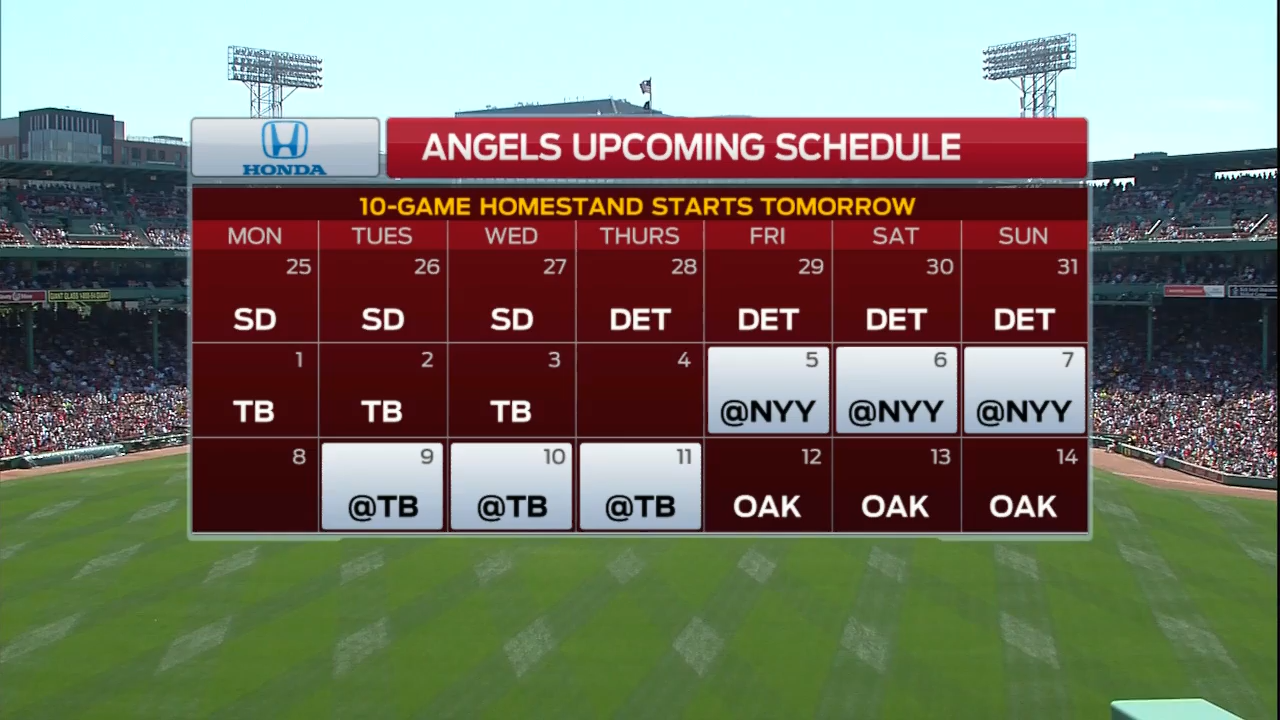 HONDA
ANGELS UPCOMING SCHEDULE
10-GAME HOMESTAND STARTS TOMORROW
MON TUES WED THURS FRI SAT SUN
25 26 27 28 29 30 31
SD SD SD DET DET DET DET
1 2 3 4 5 6 7
TB TB TB @NYY @NYY @NYY
8 9 10 11 12 13 14
@TB @TB @TB OAK OAK OAK